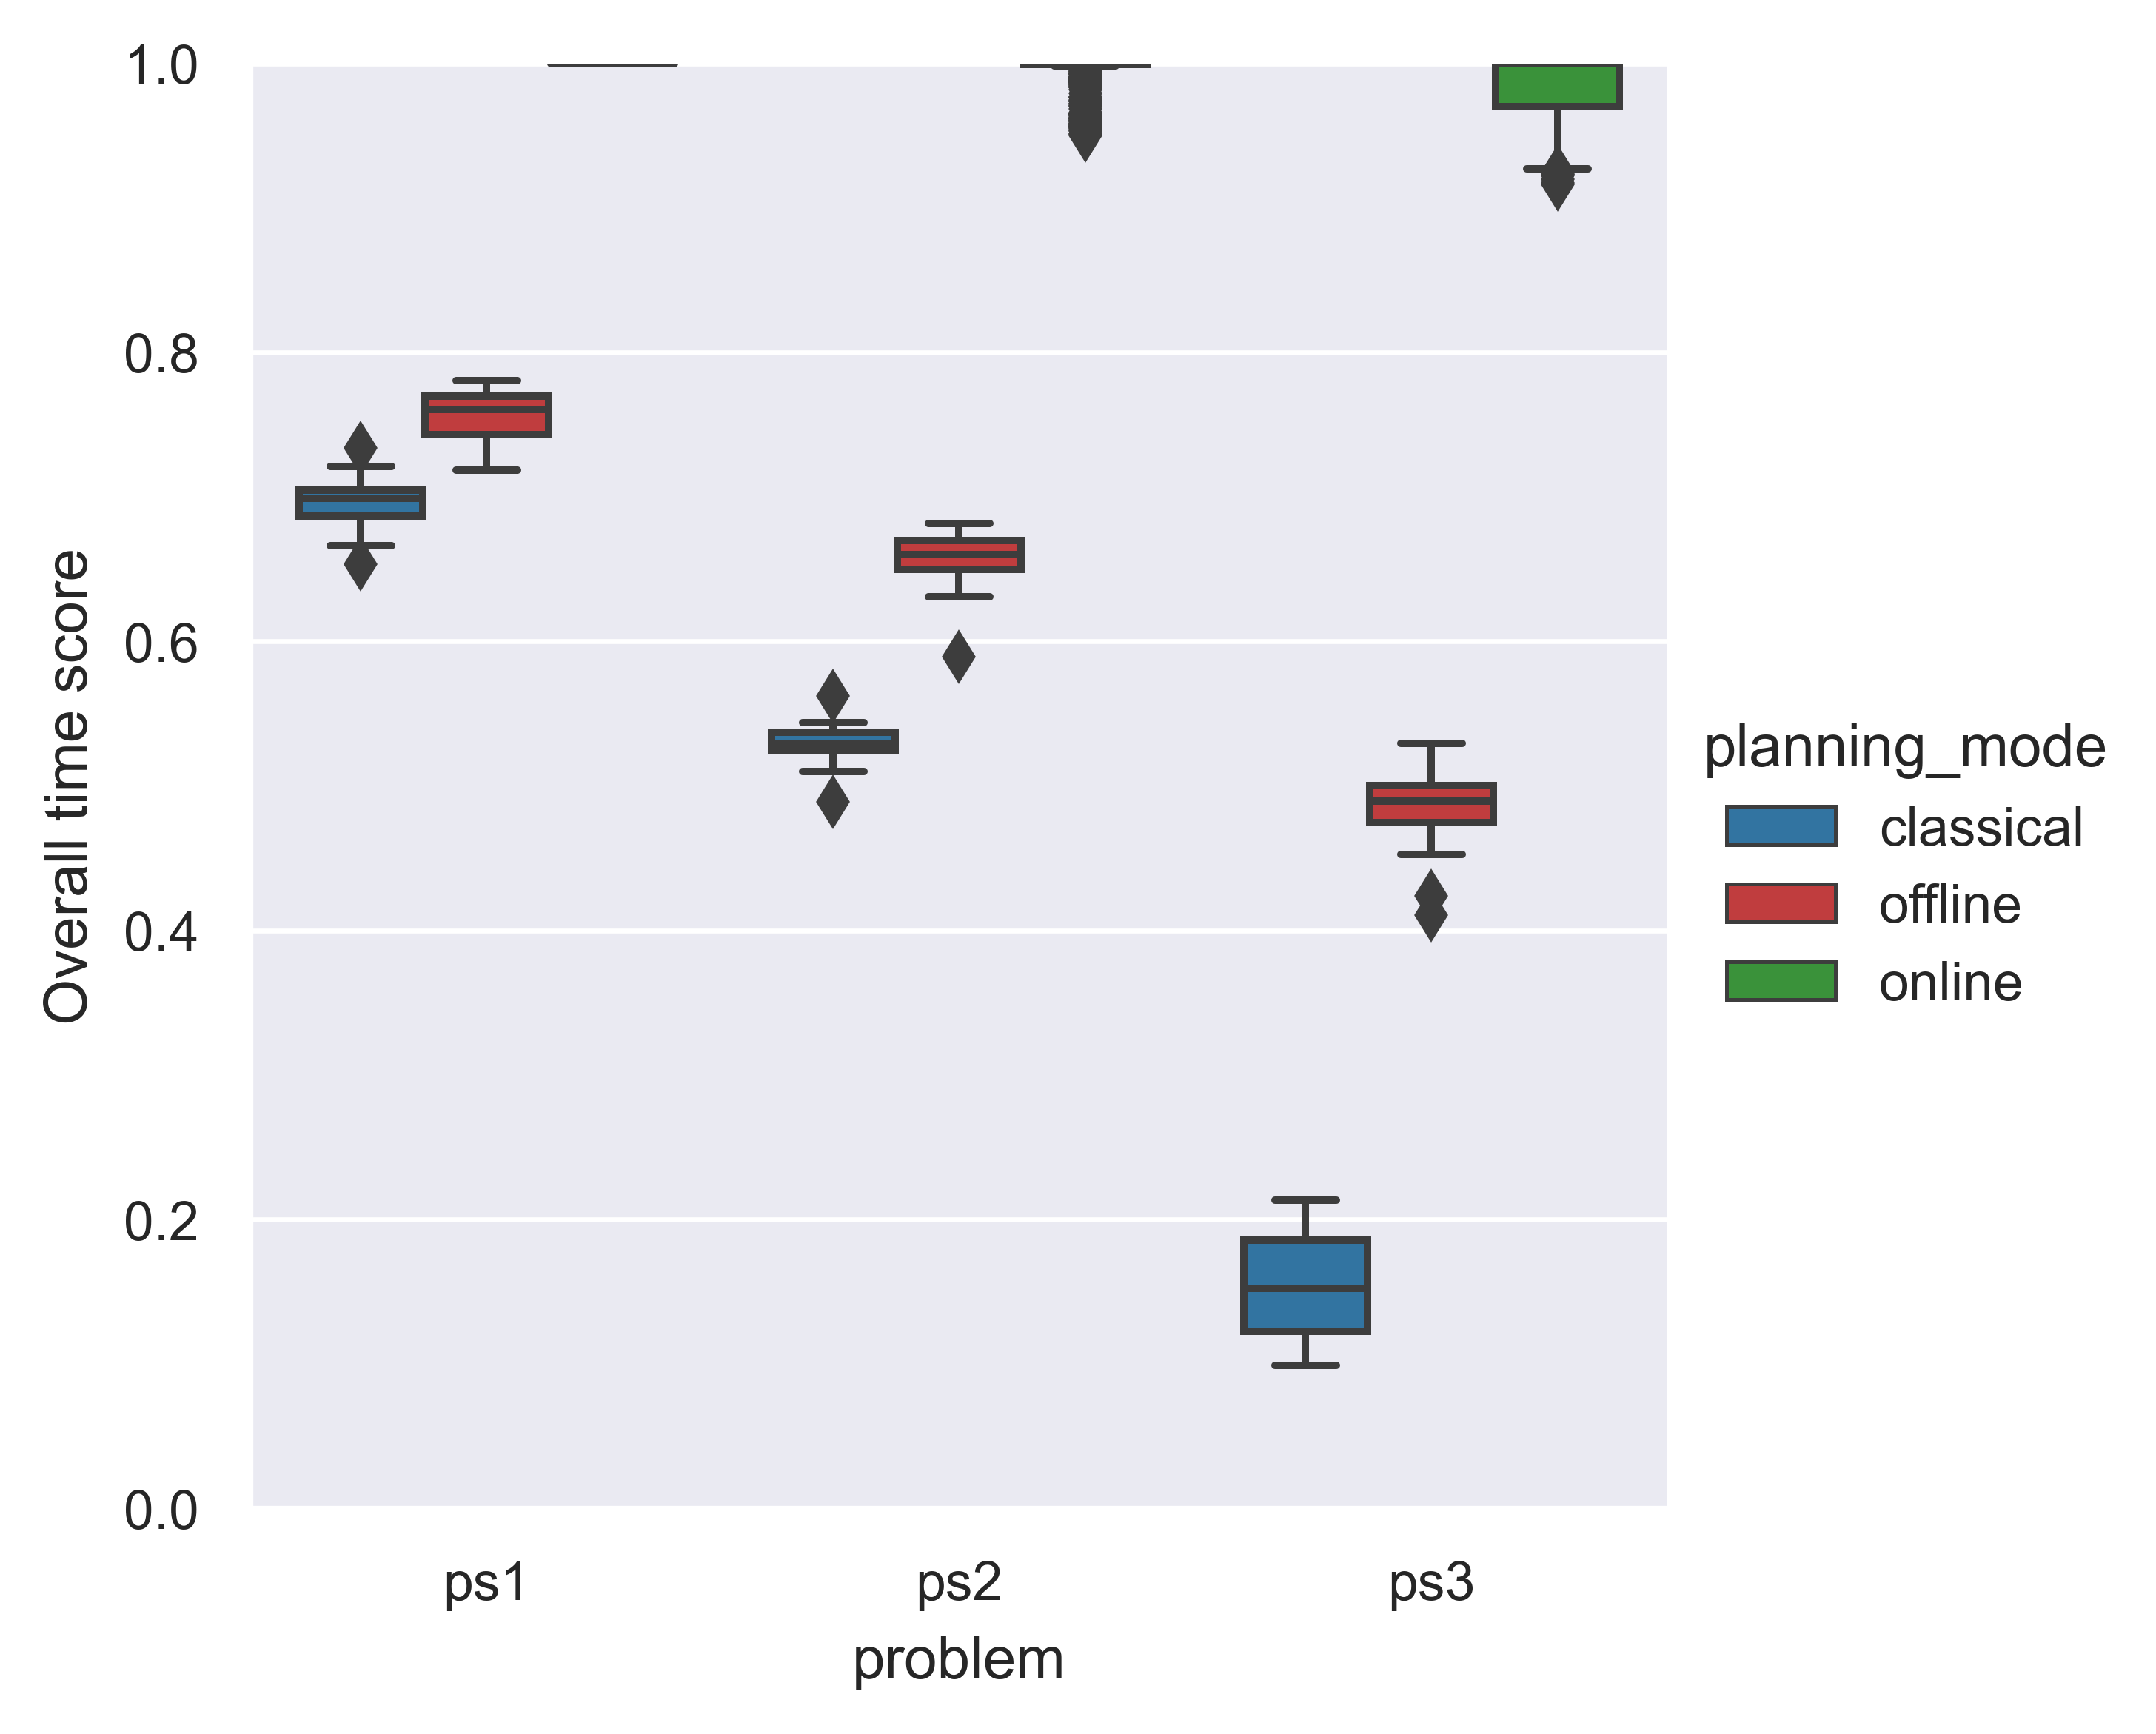 Overall time score
1.0
0.8
0.6
0.4
0.2
0.0
ps1
ps2
ps3
problem
planning_mode
classical
offline
online